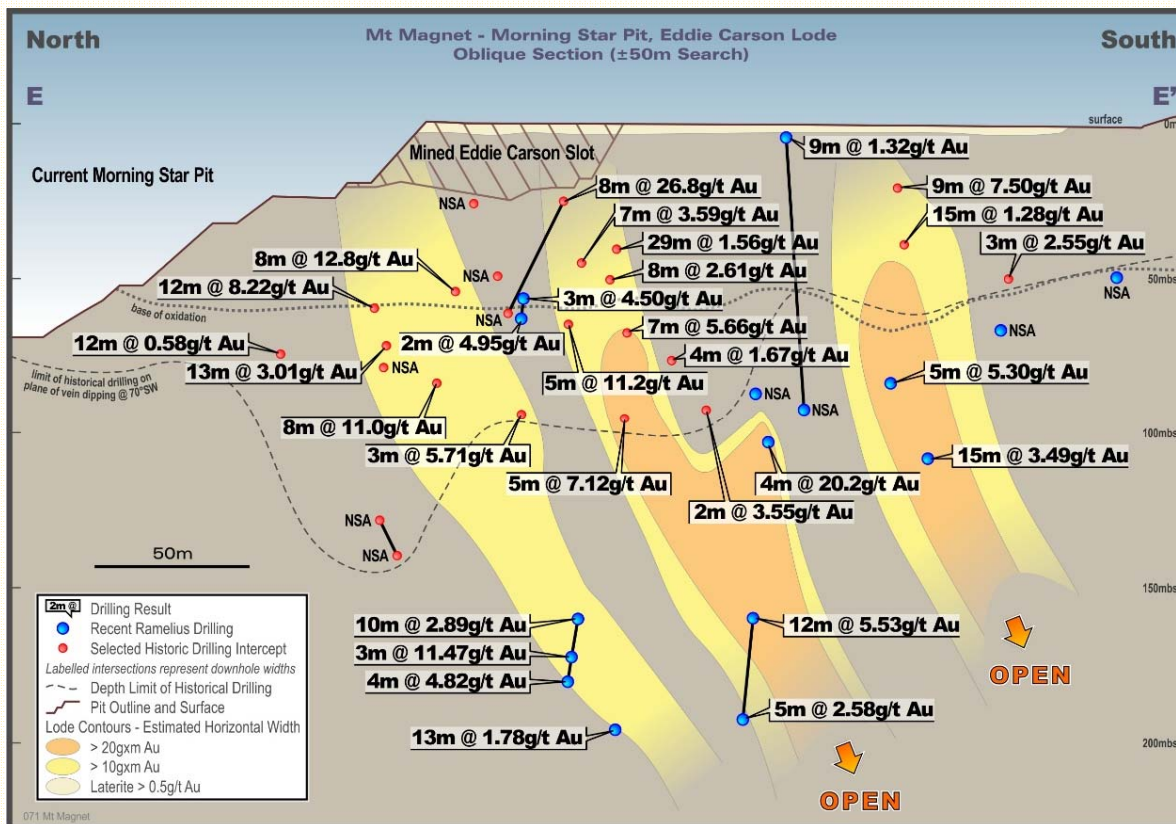 North
Mt Magnet - Morning Star Pit, Eddie Carson Lode
Oblique Section (±50m Search)
South
E
E'
surface
0m
Mined Eddie Carson Slot
Current Morning Star Pit
9m @ 1.32g/t Au
8m @ 26.8g/t Au
9m @ 7.50g/t Au
NSA
7m @ 3.59g/t Au
15m @ 1.28g/t Au
29m @ 1.56g/t Au
3m @ 2.55g/t Au
8m @ 12.8g/t Au
NSA
8m @ 2.61g/t Au
50mbs
12m @ 8.22g/t Au
3m @ 4.50g/t Au
NSA
base of oxidation
NSA
7m @ 5.66g/t Au
NSA
12m @ 0.58g/t Au
2m @ 4.95g/t Au
4m @ 1.67g/t Au
13m @ 3.01g/t Au
NSA
limit of historical drilling on
plane of vein dipping @ 70°SW
5m @ 11.2g/t Au
5m @ 5.30g/t Au
NSA
NSA
8m @ 11.0g/t Au
100mbs
3m @ 5.71g/t Au
15m @ 3.49g/t Au
5m @ 7.12g/t Au
4m @ 20.2g/t Au
2m @ 3.55g/t Au
NSA
50m
NSA
150mbs
2m @
Drilling Result
Recent Ramelius Drilling
Selected Historic Drilling Intercept
Labelled intersections represent downhole widths
Depth Limit of Historical Drilling
Pit Outline and Surface
Lode Contours - Estimated Horizontal Width
> 20gxm Au
> 10gxm Au
Laterite > 0.5g/t Au
10m @ 2.89g/t Au
12m @ 5.53g/t Au
3m @ 11.47g/t Au
4m @ 4.82g/t Au
OPEN
5m @ 2.58g/t Au
13m @ 1.78g/t Au
200mbs
OPEN
071 Mt Magnet